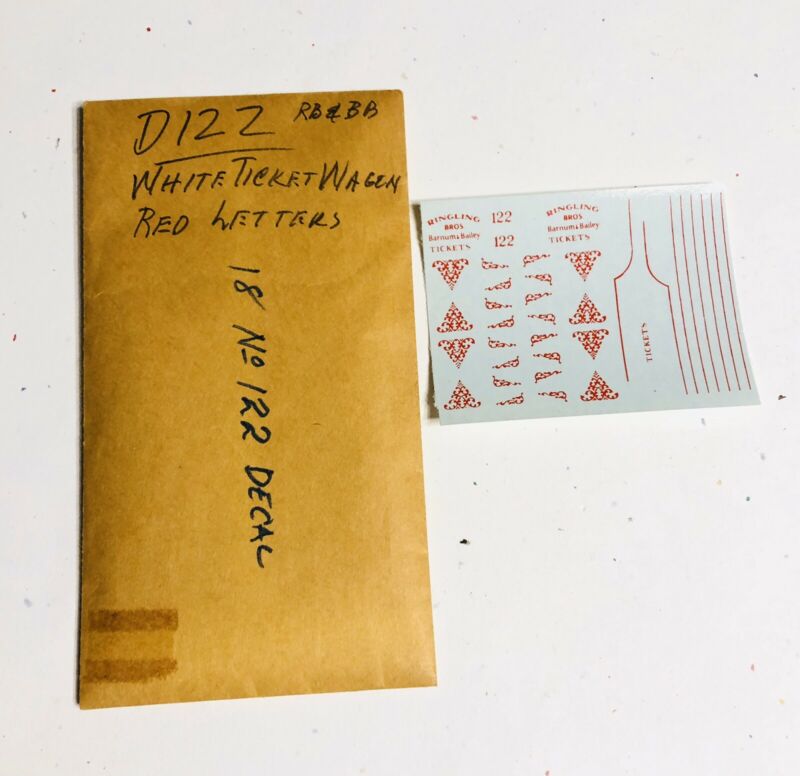 D122 RB&BB
WHITE TICKET WAGON
RED LETTERS
18 No 122 DECAL
RINGLING
BROS
Barnum & Bailey
TICKETS
122
122
RINGLING
BROS
Barnum & Bailey
TICKETS
TICKETS